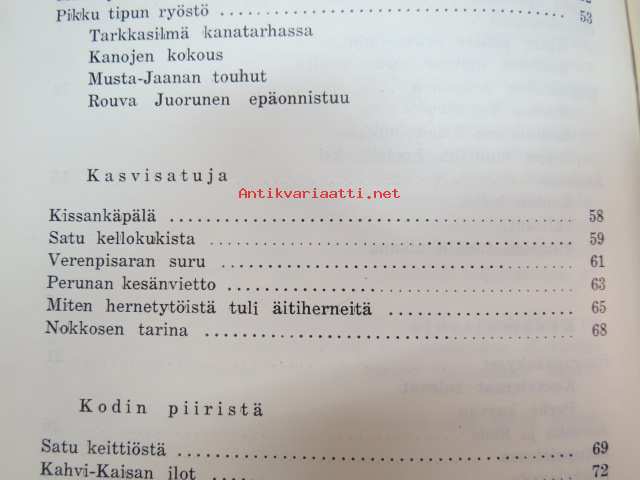 Pikku tipun ryöstö ........................ 53
Tarkkasilmä kanatarhassa
Kanojen kokous
Musta-Jaanan touhut
Rouva Juorunen epäonnistuu
Kasvisatuja
Antikvariaatti.net
Kissankäpälä ........................ 58
Satu kellokukista ........................ 59
Verenpisaran suru ........................ 61
Perunan kesänvietto ........................ 63
Miten hernetytöistä tuli äitiherneitä ........................ 65
Nokkosen tarina ........................ 68
Kodin piiristä
Satu keittiöstä ........................ 69
Kahvi-Kaisan ilot ........................ 72